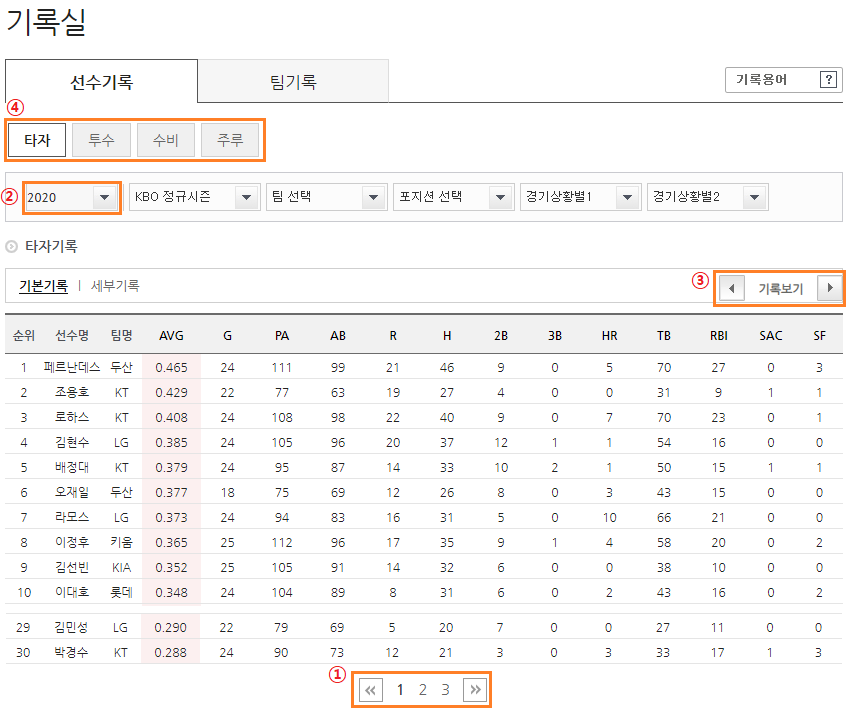 기록실
선수기록 팀기록 기록용어 ?
④
타자 투수 수비 주루
② 2020 KBO 정규시즌 팀 선택 포지션 선택 경기상황별1 경기상황별2
타자기록
기본기록 | 세부기록 ③ 기록보기
순위 선수명 팀명 AVG G PA AB R H 2B 3B HR TB RBI SAC SF
1 페르난데스 두산 0.465 24 111 99 21 46 9 0 5 70 27 0 3
2 조용호 KT 0.429 22 77 63 19 27 4 0 0 31 9 1 1
3 로하스 KT 0.408 24 108 98 22 40 9 0 7 70 23 0 1
4 김현수 LG 0.385 24 105 96 20 37 12 1 1 54 16 0 0
5 배정대 KT 0.379 24 95 87 14 33 10 2 1 50 15 1 1
6 오재일 두산 0.377 18 75 69 12 26 8 0 3 43 15 0 0
7 라모스 LG 0.373 24 94 83 16 31 5 0 10 66 21 0 0
8 이정후 키움 0.365 25 112 96 17 35 9 1 4 58 20 0 2
9 김선빈 KIA 0.352 25 105 91 14 32 6 0 0 38 10 0 0
10 이대호 롯데 0.348 24 104 89 8 31 6 0 2 43 16 0 2
29 김민성 LG 0.290 22 79 69 5 20 7 0 0 27 11 0 0
30 박경수 KT 0.288 24 90 73 12 21 3 0 3 33 17 1 3
① « 1 2 3 »